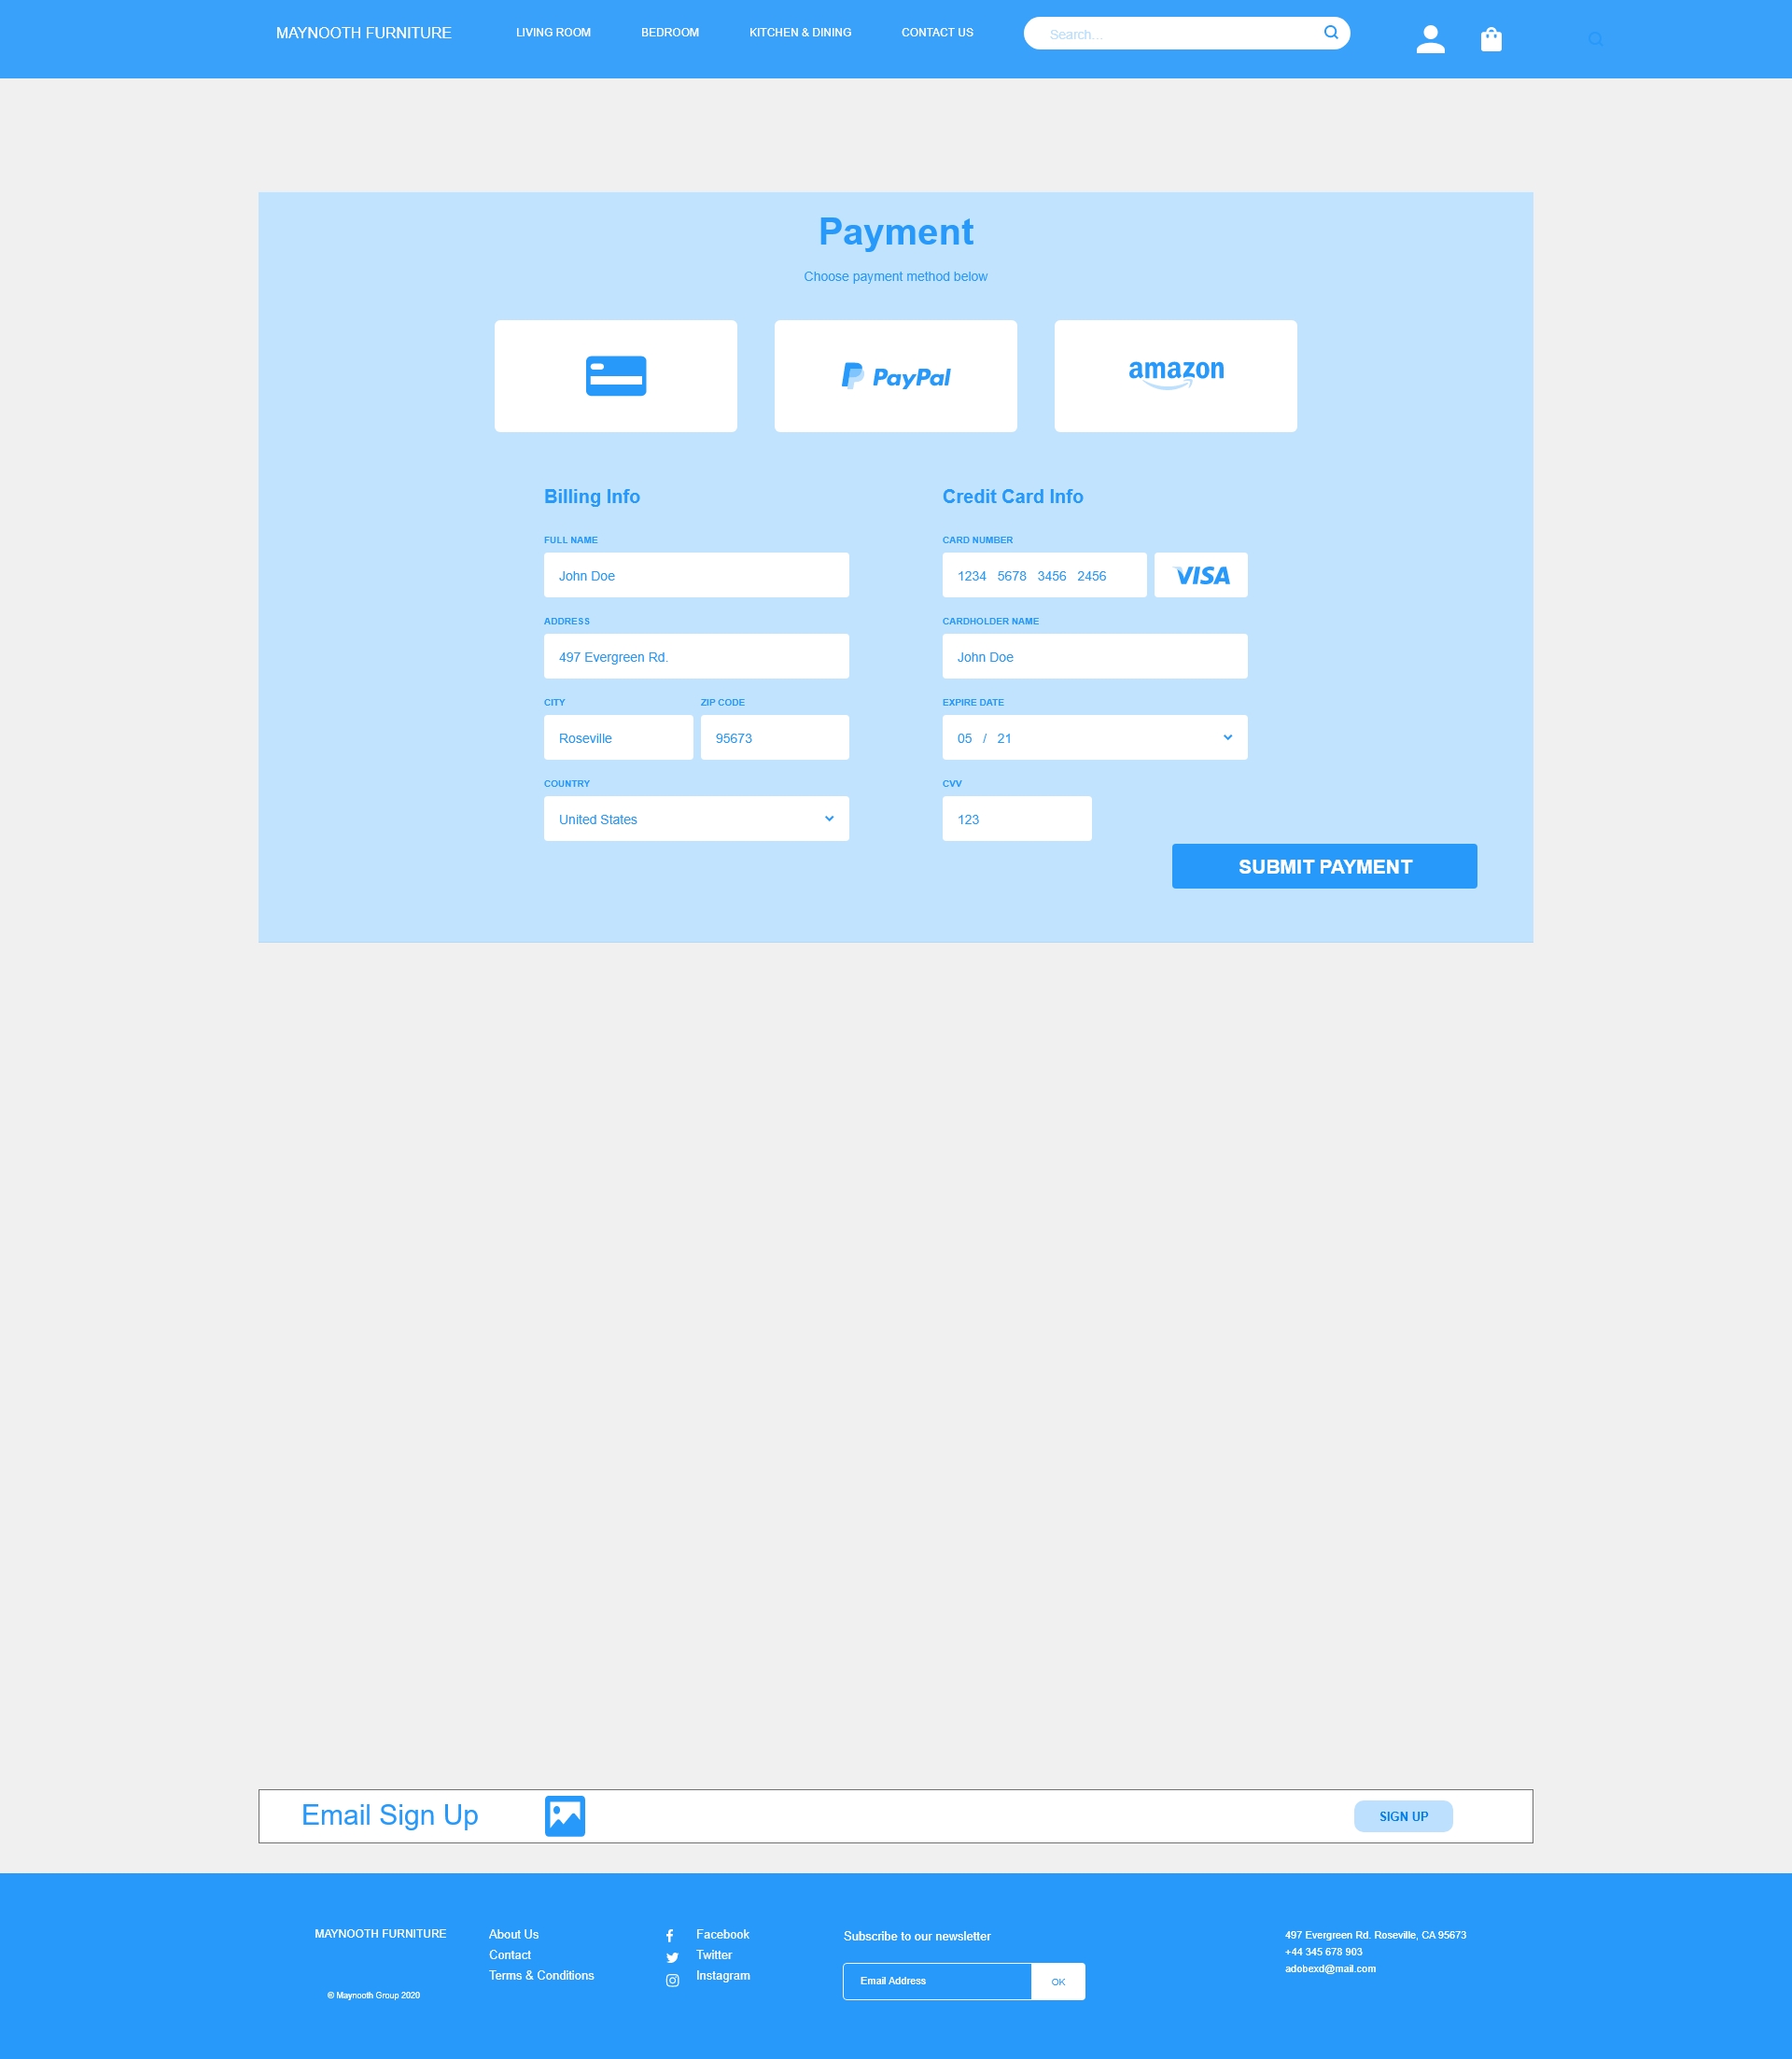 MAYNOOTH FURNITURE LIVING ROOM BEDROOM KITCHEN & DINING CONTACT US Search...
Payment
Choose payment method below
PayPal amazon
Billing Info
FULL NAME
John Doe
ADDRESS
497 Evergreen Rd.
CITY ZIP CODE
Roseville 95673
COUNTRY
United States
Credit Card Info
CARD NUMBER
1234 5678 3456 2456 VISA
CARDHOLDER NAME
John Doe
EXPIRE DATE
05 / 21
CVV
123
SUBMIT PAYMENT
Email Sign Up SIGN UP
MAYNOOTH FURNITURE
© Maynooth Group 2020
About Us
Contact
Terms & Conditions
Facebook
Twitter
Instagram
Subscribe to our newsletter
Email Address OK
497 Evergreen Rd. Roseville, CA 95673
+44 345 678 903
adobexd@mail.com